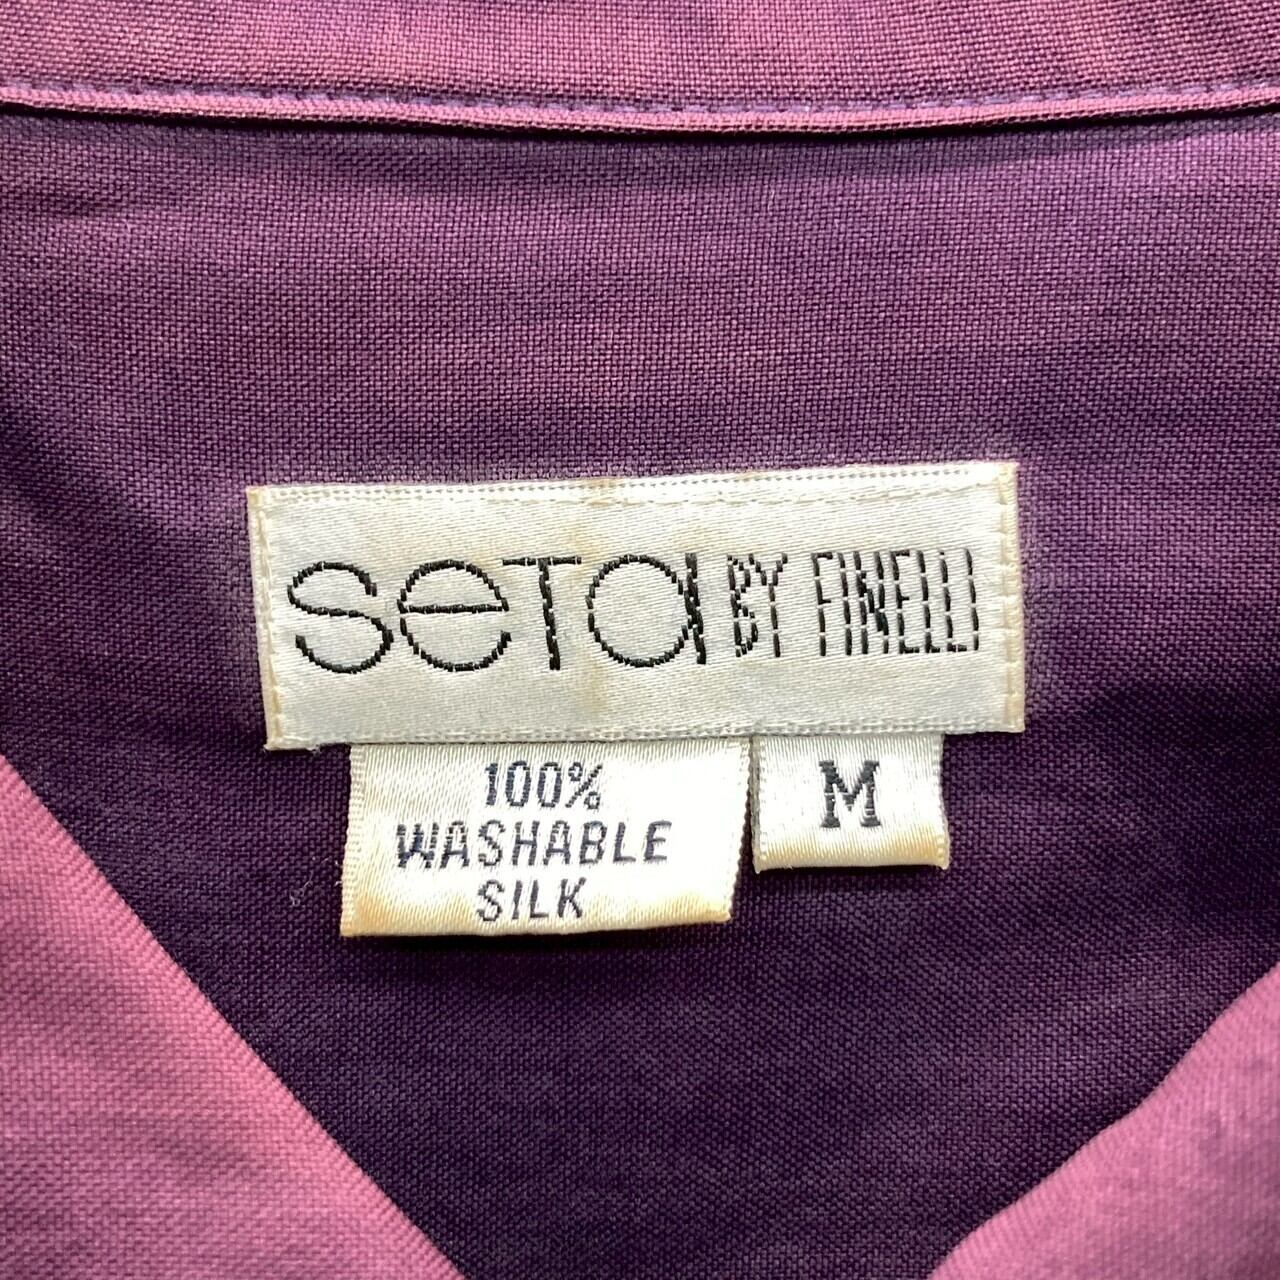 seTa BY FINELLI
100%
WASHABLE
SILK
M